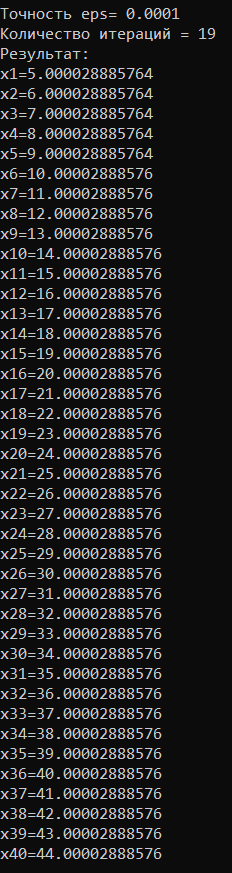 Точность eps= 0.0001
Количество итераций = 19
Результат:
x1=5.000028885764
x2=6.000028885764
x3=7.000028885764
x4=8.000028885764
x5=9.000028885764
x6=10.00002888576
x7=11.00002888576
x8=12.00002888576
x9=13.00002888576
x10=14.00002888576
x11=15.00002888576
x12=16.00002888576
x13=17.00002888576
x14=18.00002888576
x15=19.00002888576
x16=20.00002888576
x17=21.00002888576
x18=22.00002888576
x19=23.00002888576
x20=24.00002888576
x21=25.00002888576
x22=26.00002888576
x23=27.00002888576
x24=28.00002888576
x25=29.00002888576
x26=30.00002888576
x27=31.00002888576
x28=32.00002888576
x29=33.00002888576
x30=34.00002888576
x31=35.00002888576
x32=36.00002888576
x33=37.00002888576
x34=38.00002888576
x35=39.00002888576
x36=40.00002888576
x37=41.00002888576
x38=42.00002888576
x39=43.00002888576
x40=44.00002888576